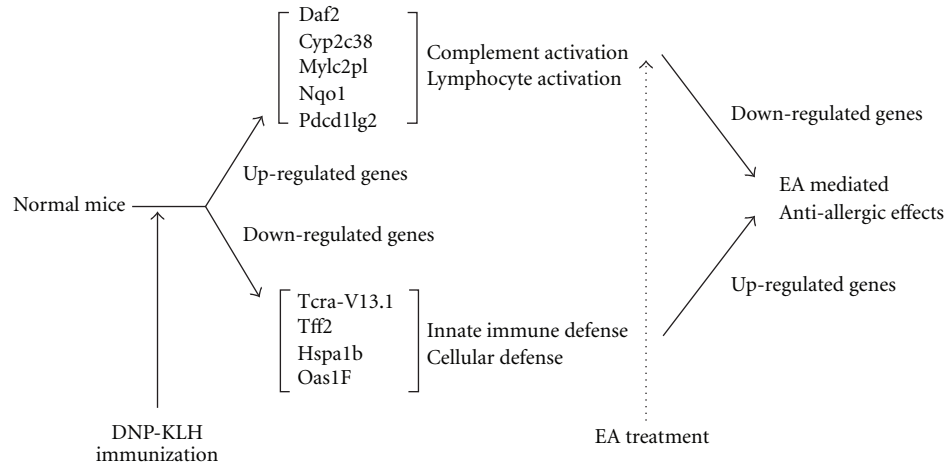 Daf2
Cyp2c38
Mylc2pl
Nqo1
Pdcd1lg2
Complement activation
Lymphocyte activation
Down-regulated genes
Up-regulated genes
Normal mice
EA mediated
Anti-allergic effects
Down-regulated genes
Up-regulated genes
Tcra-V13.1
Tff2
Hspa1b
Oas1F
Innate immune defense
Cellular defense
DNP-KLH
immunization
EA treatment